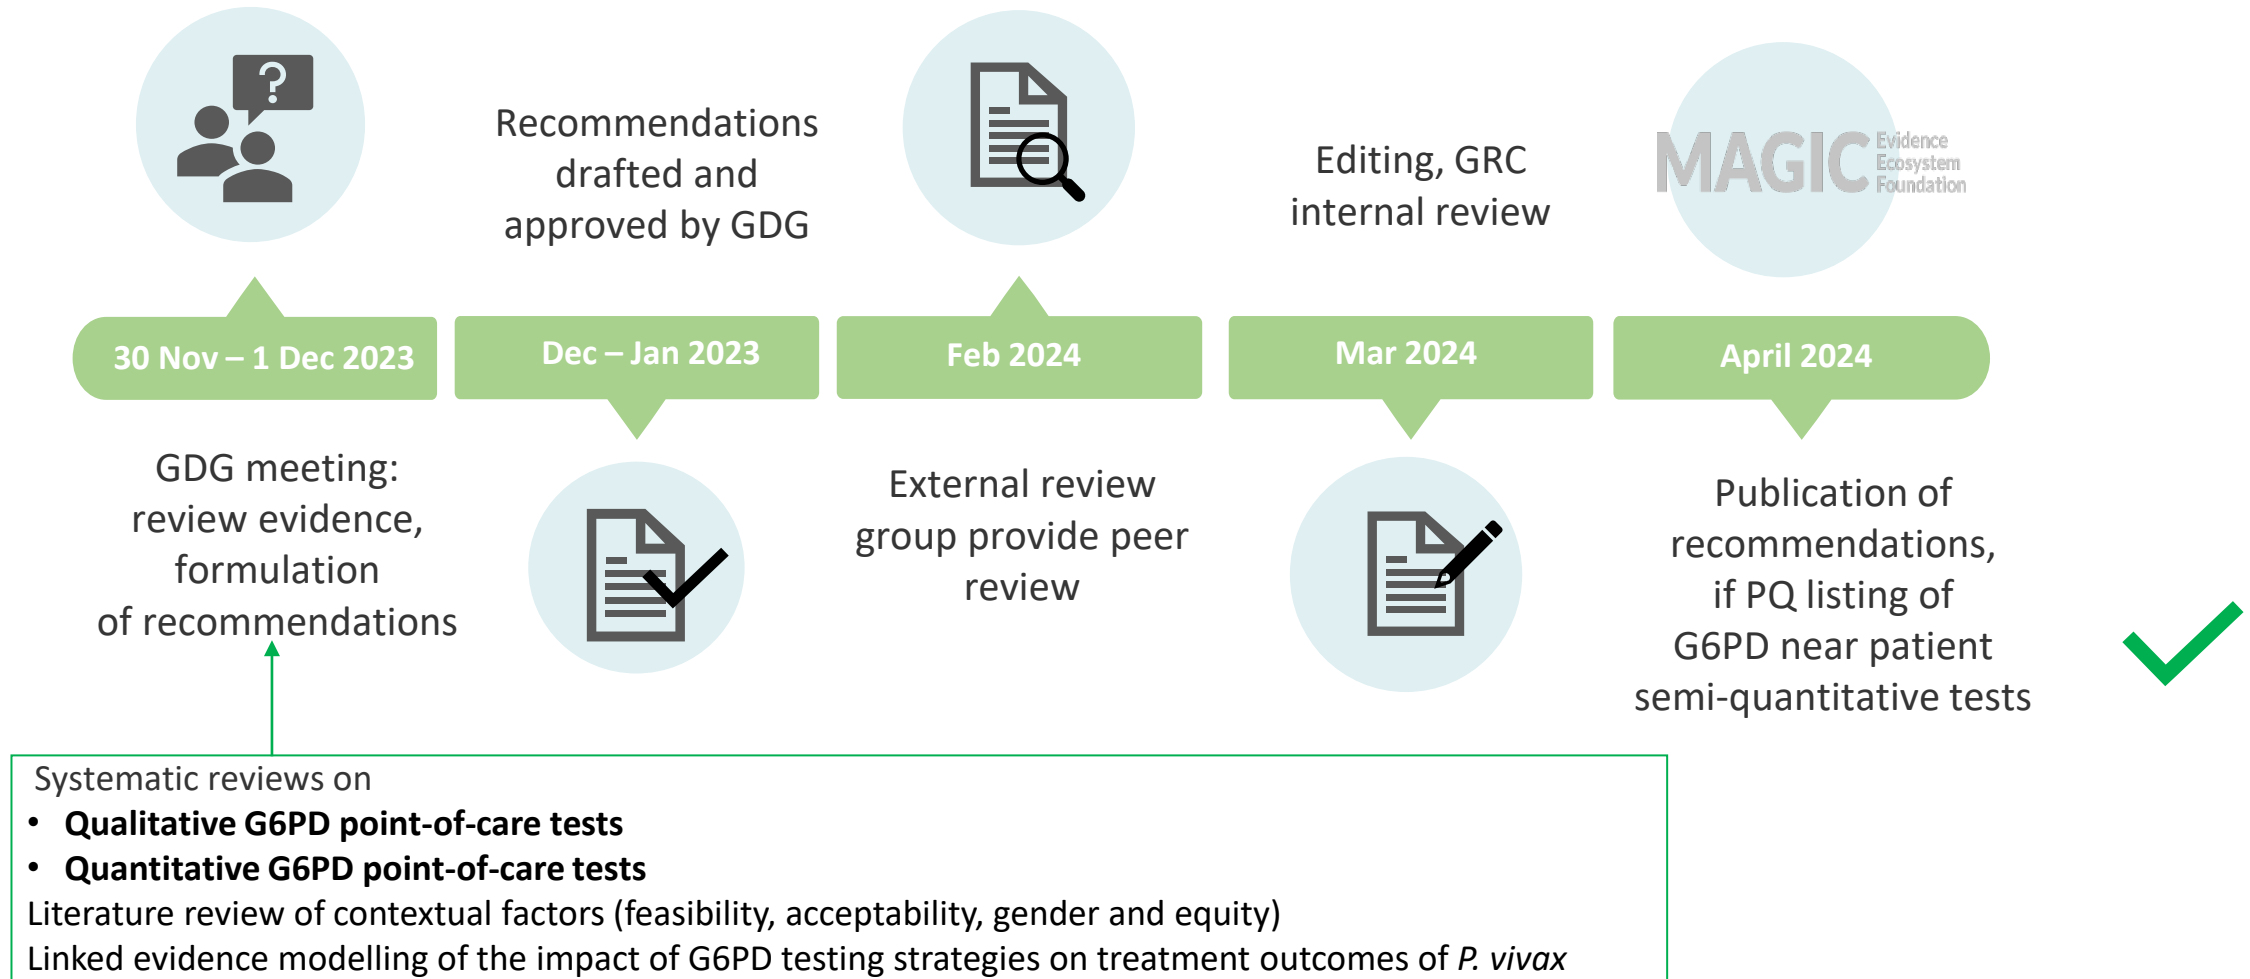 ?
Recommendations
drafted and
approved by GDG
Editing, GRC
internal review
MAGIC Evidence
Ecosystem
Foundation
30 Nov – 1 Dec 2023
Dec – Jan 2023
Feb 2024
Mar 2024
April 2024
GDG meeting:
review evidence,
formulation
of recommendations
External review
group provide peer
review
Publication of
recommendations,
if PQ listing of
G6PD near patient
semi-quantitative tests
Systematic reviews on
• Qualitative G6PD point-of-care tests
• Quantitative G6PD point-of-care tests
Literature review of contextual factors (feasibility, acceptability, gender and equity)
Linked evidence modelling of the impact of G6PD testing strategies on treatment outcomes of P. vivax